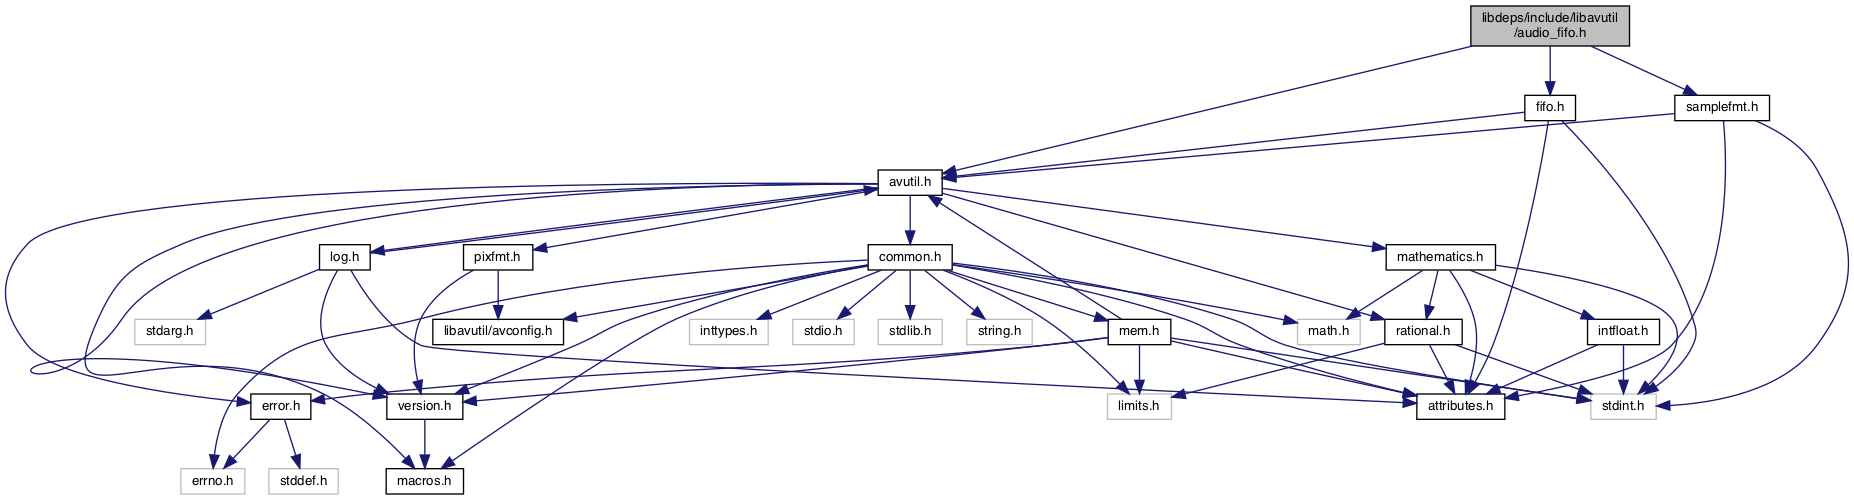 libdeps/include/libavutil
/audio_fifo.h
fifo.h
samplefmt.h
avutil.h
log.h
pixfmt.h
common.h
mathematics.h
stdarg.h
libavutil/avconfig.h
inttypes.h
stdio.h
stdlib.h
string.h
mem.h
math.h
rational.h
intfloat.h
error.h
version.h
limits.h
attributes.h
stdint.h
errno.h
stddef.h
macros.h